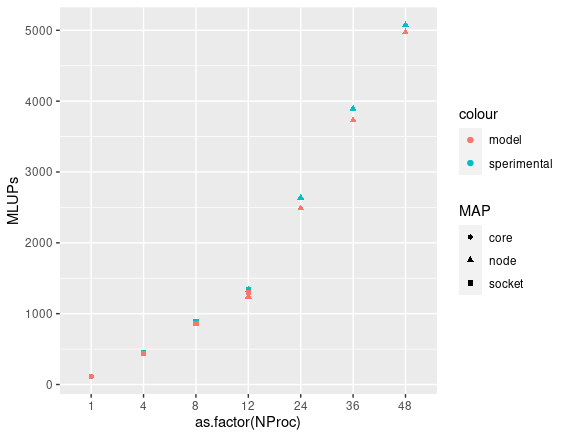 5000
4000
3000
2000
1000
0
MLUPs
1 4 8 12 24 36 48
as.factor(NProc)
colour
model
sperimental
MAP
core
node
socket